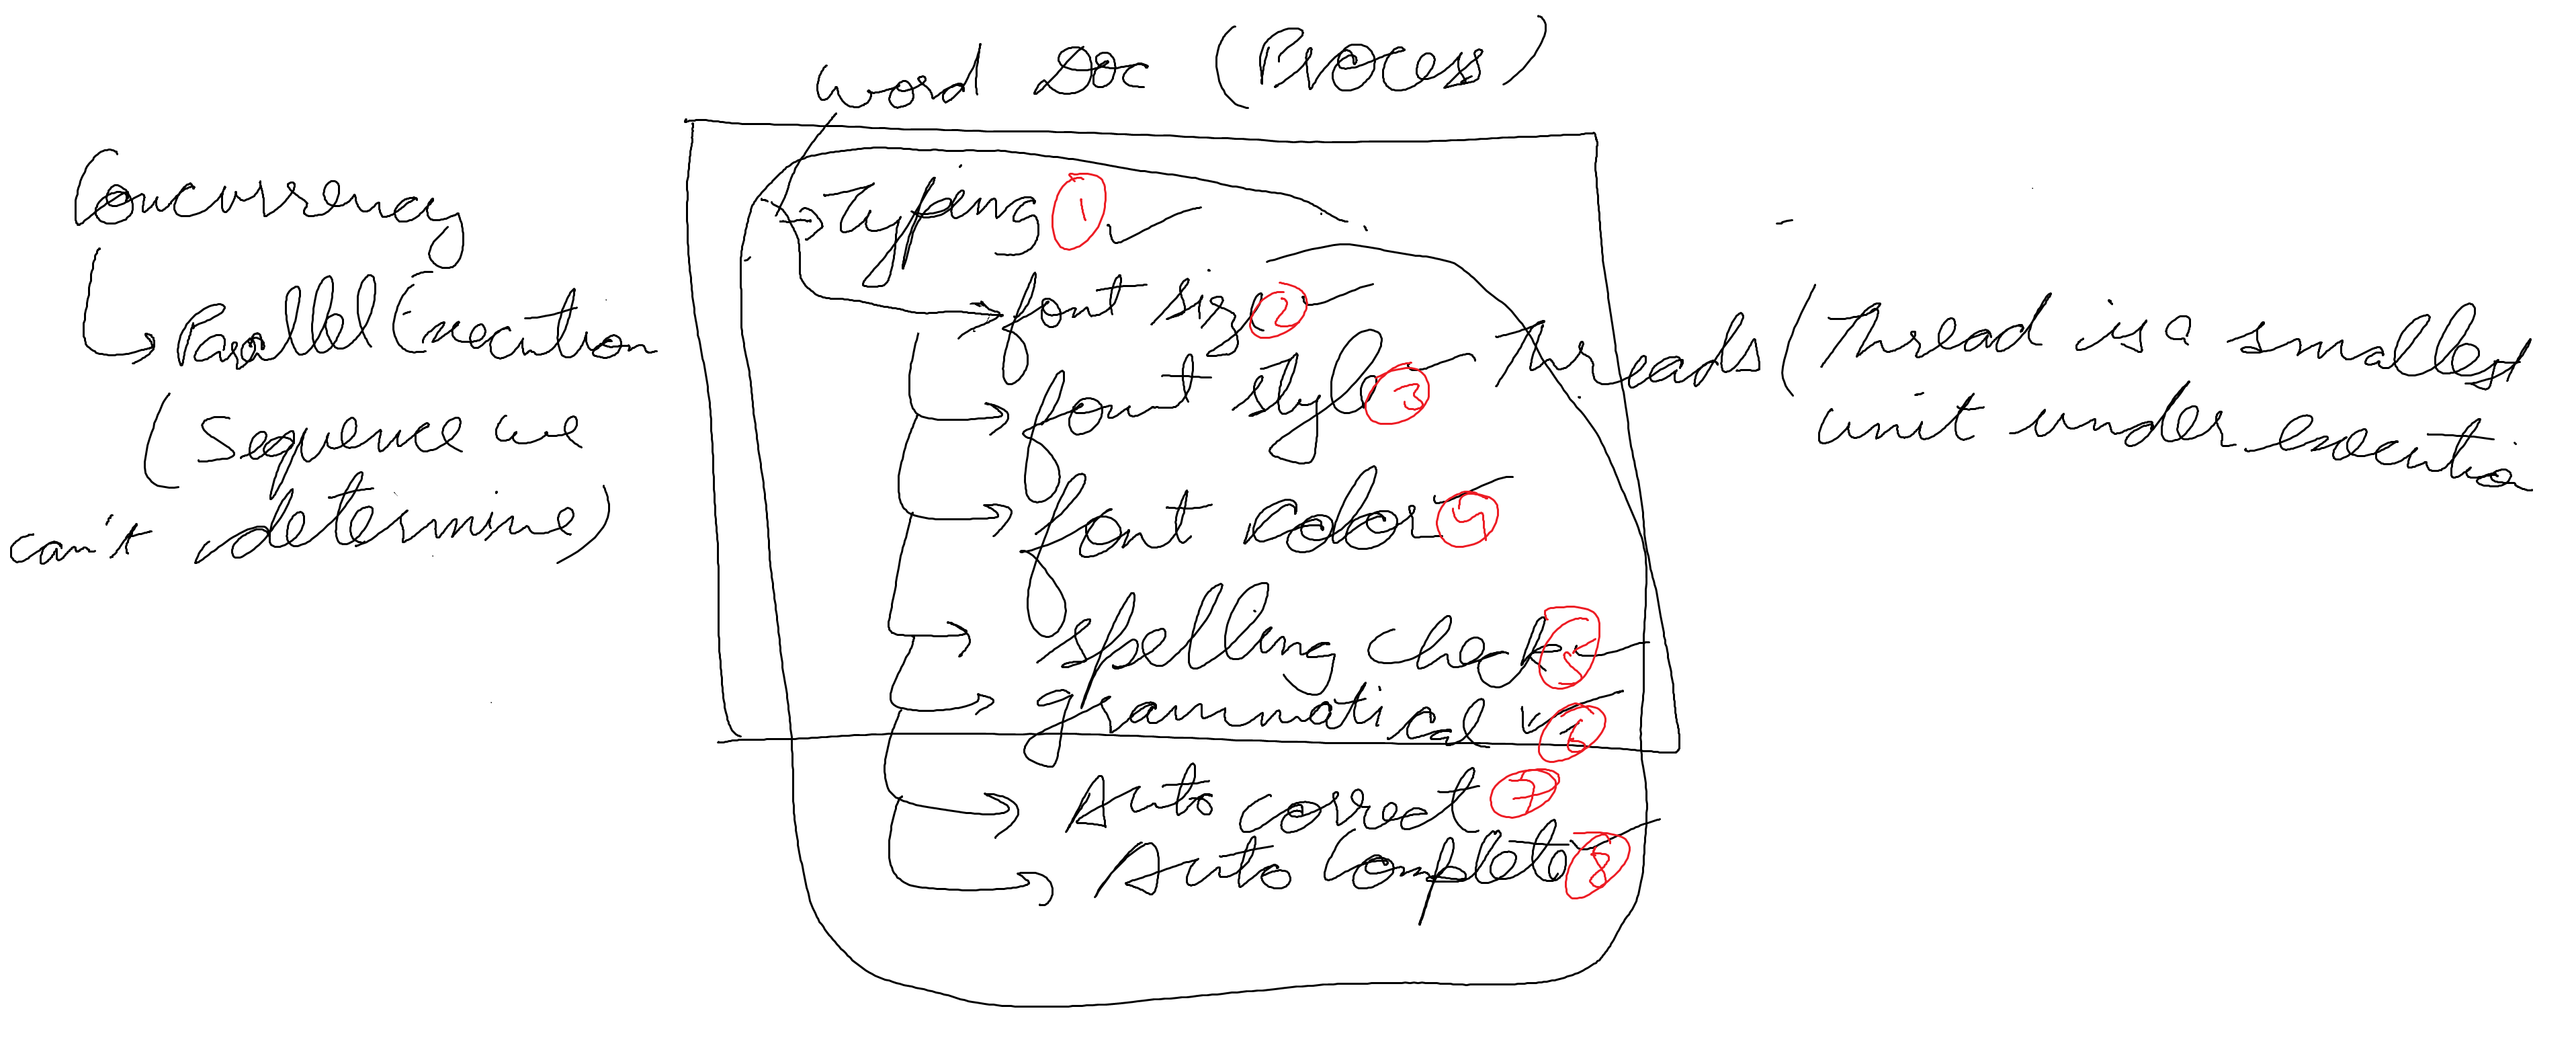 Word Doc (Process)
Concurrency
Parallel Execution
(Sequence we
can't determine)
Typing 1
font size 2
font style 3
font color 4
spelling check 5
grammatical 6
Auto correct 7
Auto Complete 8
Threads (Thread is a smallest
unit under executio